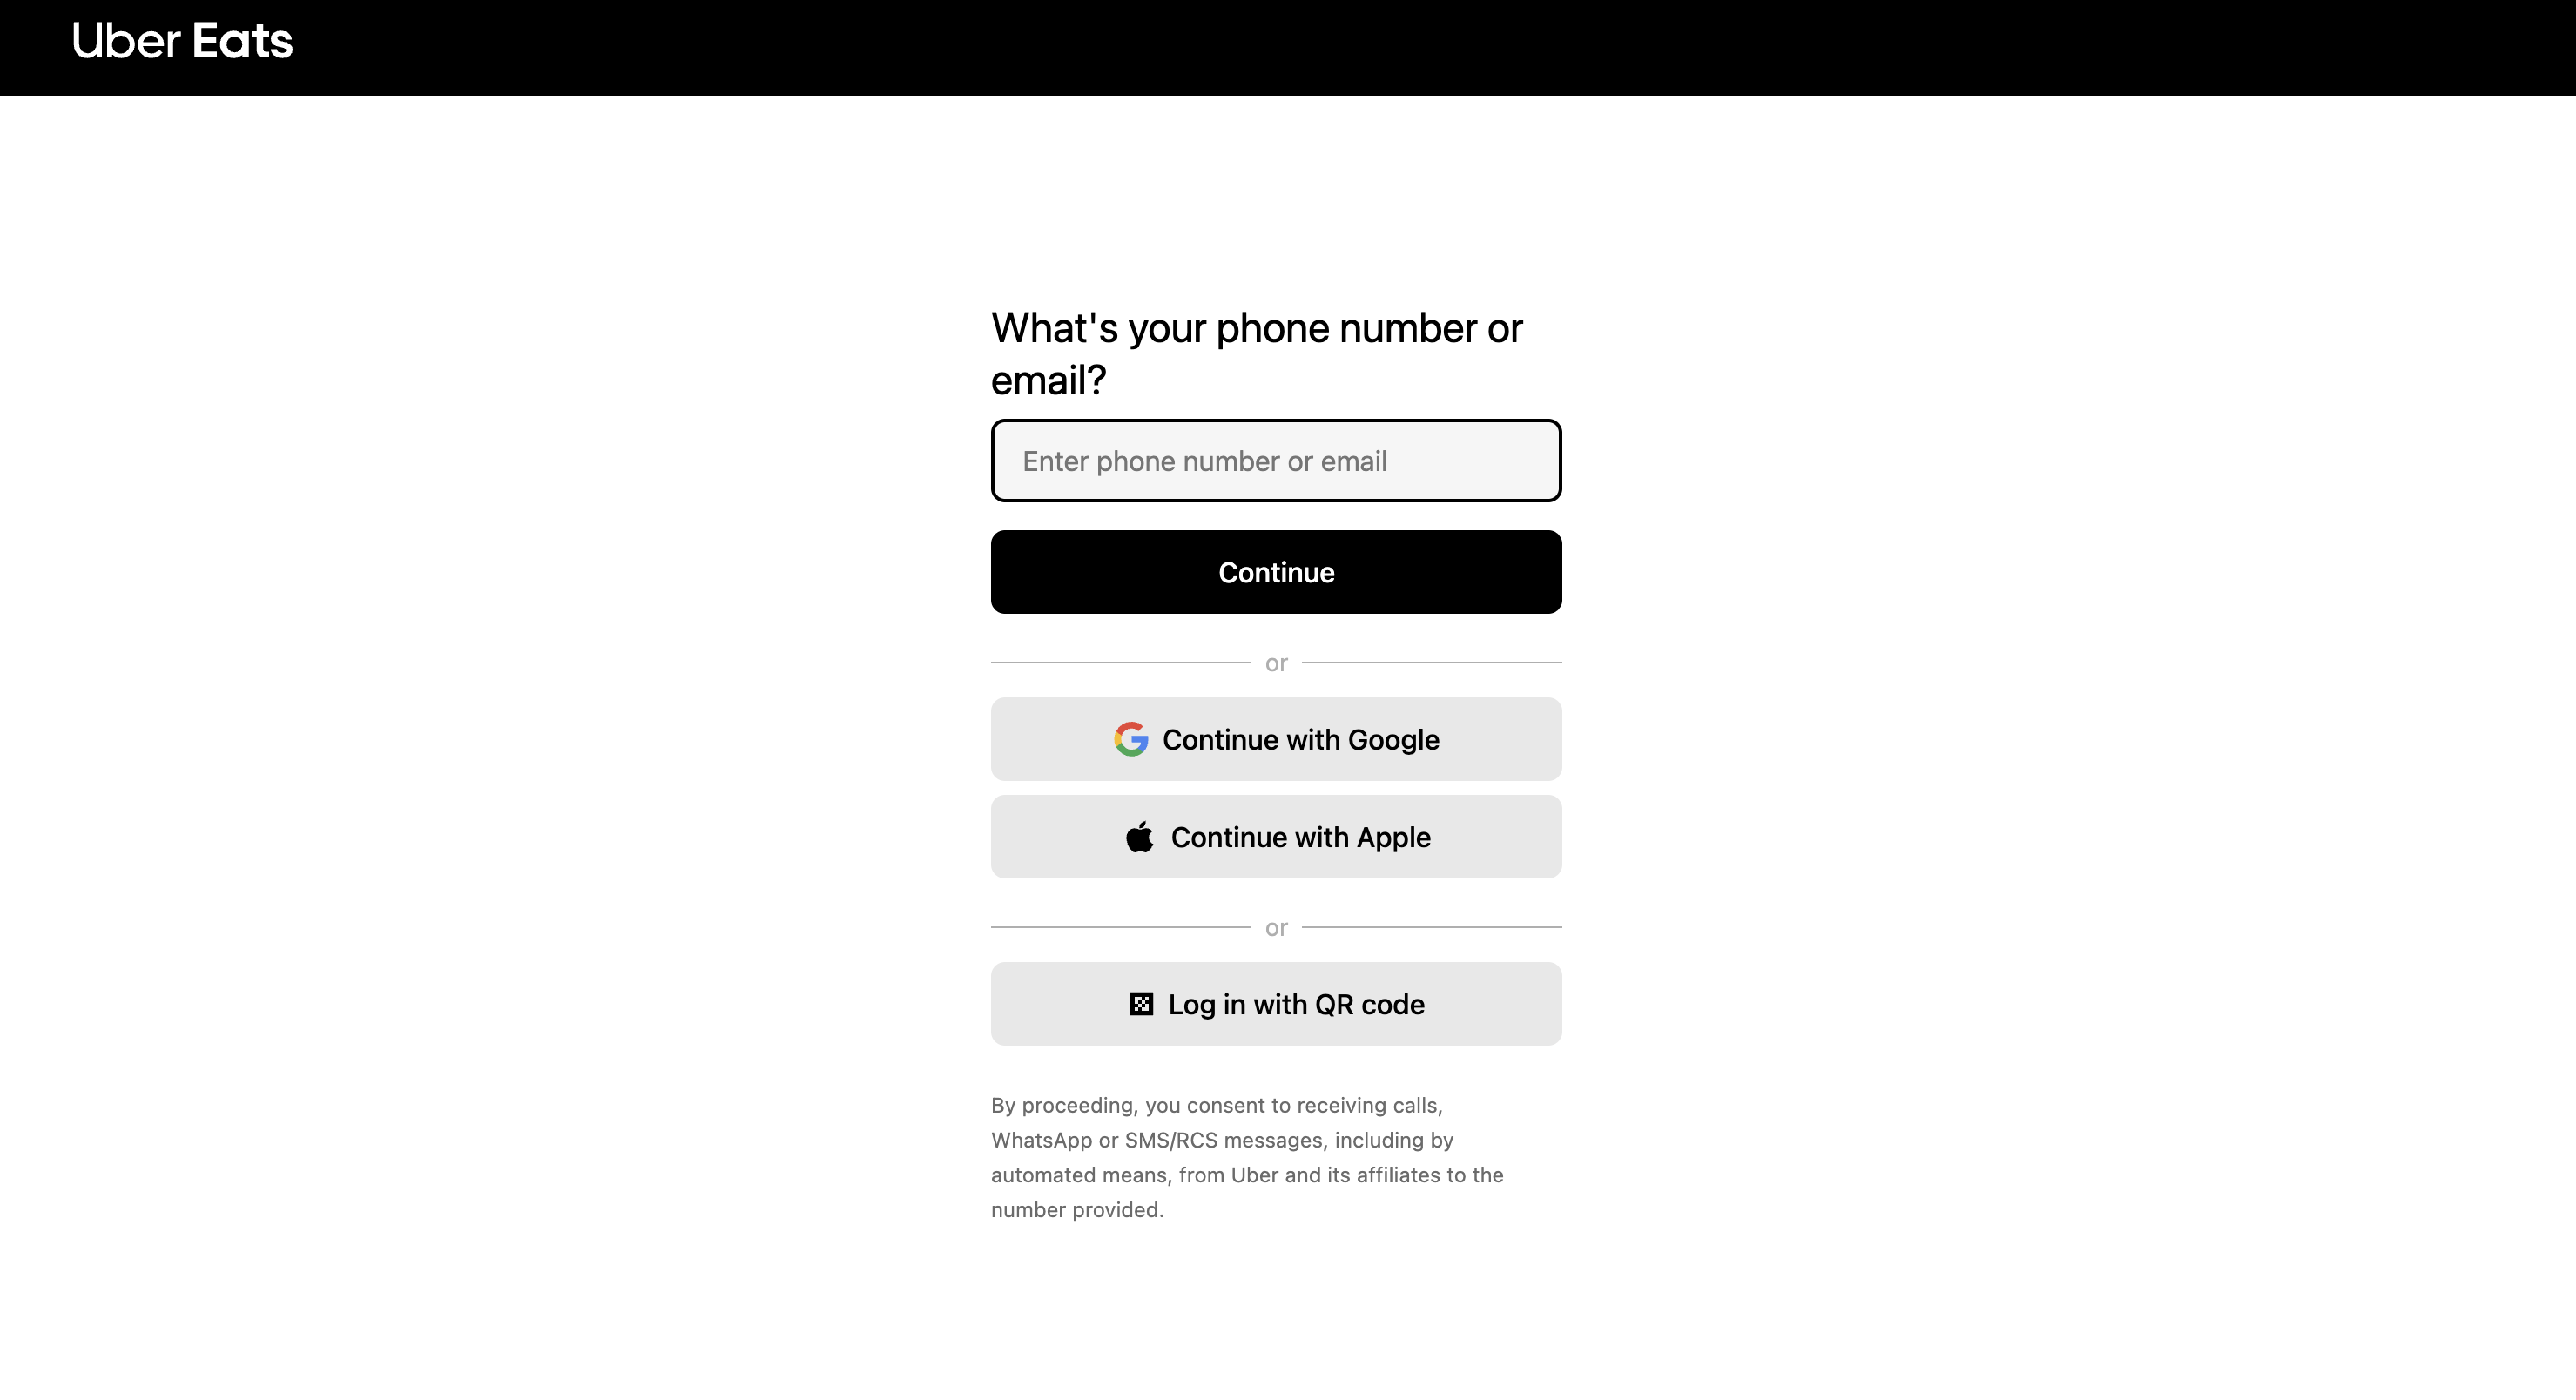 Uber Eats
What's your phone number or
email?
Enter phone number or email
Continue
or
Continue with Google
Continue with Apple
or
Log in with QR code
By proceeding, you consent to receiving calls,
WhatsApp or SMS/RCS messages, including by
automated means, from Uber and its affiliates to the
number provided.